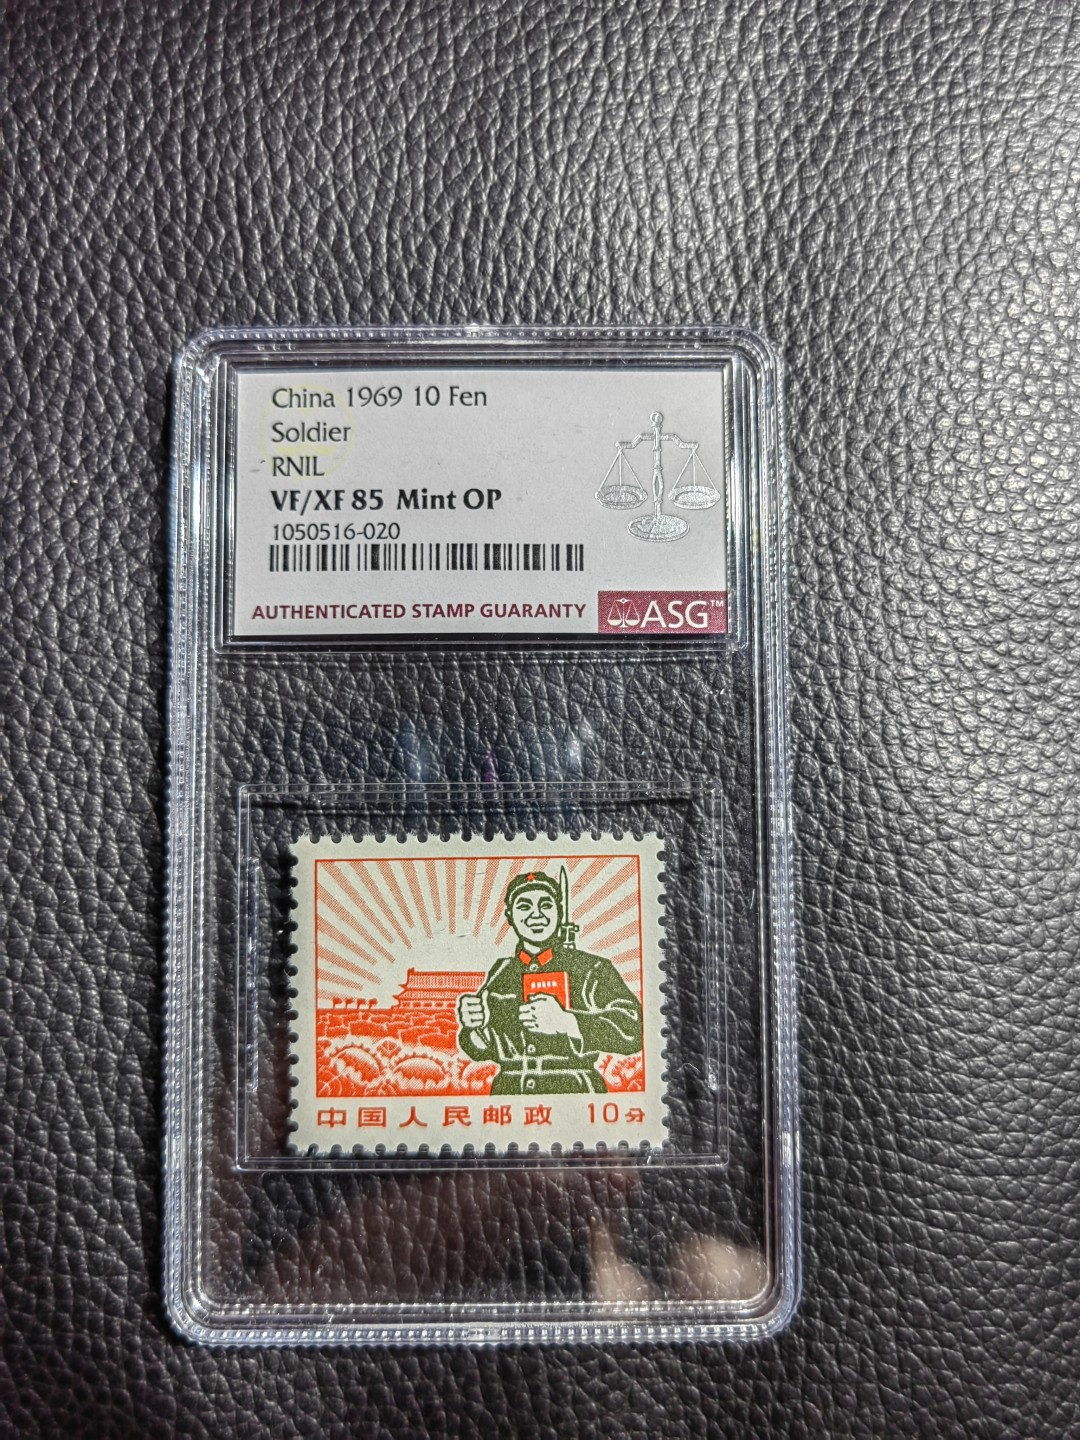 China 1969 10 Fen
Soldier
RNIL
VF/XF 85 Mint OP
1050516-020
AUTHENTICATED STAMP GUARANTY
ASG™
中国人民邮政 10分